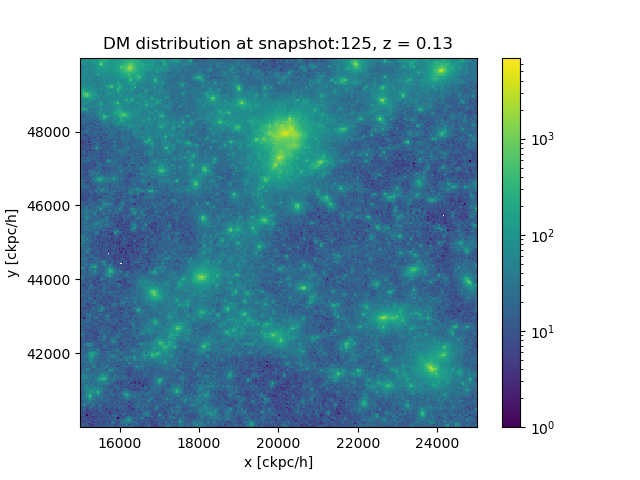 DM distribution at snapshot:125, z = 0.13
y [ckpc/h]
48000
46000
44000
42000
16000 18000 20000 22000 24000
x [ckpc/h]
10³
10²
10¹
10⁰